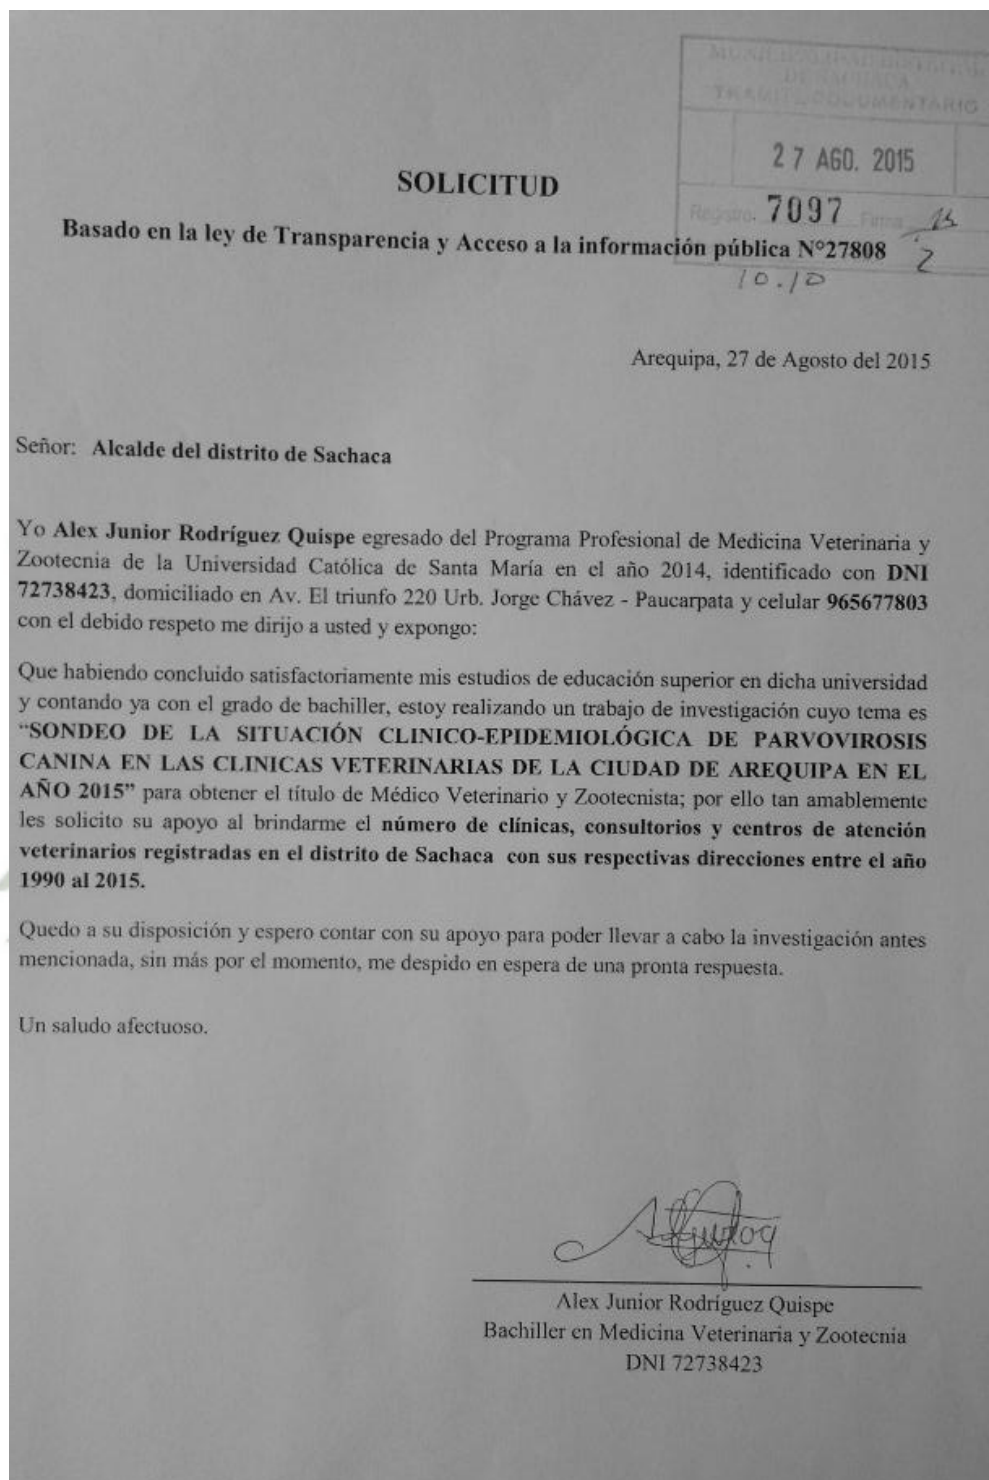 MUNICIPALIDAD DISTRITAL
DE SACHACA
TRAMITE DOCUMENTARIO
27 AGO. 2015
Registro. 7097 Firma
10.10
SOLICITUD
Basado en la ley de Transparencia y Acceso a la información pública N°27808
Arequipa, 27 de Agosto del 2015
Señor: Alcalde del distrito de Sachaca
Yo Alex Junior Rodríguez Quispe egresado del Programa Profesional de Medicina Veterinaria y
Zootecnia de la Universidad Católica de Santa María en el año 2014, identificado con DNI
72738423, domiciliado en Av. El triunfo 220 Urb. Jorge Chávez - Paucarpata y celular 965677803
con el debido respeto me dirijo a usted y expongo:
Que habiendo concluido satisfactoriamente mis estudios de educación superior en dicha universidad
y contando ya con el grado de bachiller, estoy realizando un trabajo de investigación cuyo tema es
“SONDEO DE LA SITUACIÓN CLINICO-EPIDEMIOLÓGICA DE PARVOVIROSIS
CANINA EN LAS CLINICAS VETERINARIAS DE LA CIUDAD DE AREQUIPA EN EL
AÑO 2015” para obtener el título de Médico Veterinario y Zootecnista; por ello tan amablemente
les solicito su apoyo al brindarme el número de clínicas, consultorios y centros de atención
veterinarios registradas en el distrito de Sachaca con sus respectivas direcciones entre el año
1990 al 2015.
Quedo a su disposición y espero contar con su apoyo para poder llevar a cabo la investigación antes
mencionada, sin más por el momento, me despido en espera de una pronta respuesta.
Un saludo afectuoso.
Alex Junior Rodríguez Quispe
Bachiller en Medicina Veterinaria y Zootecnia
DNI 72738423